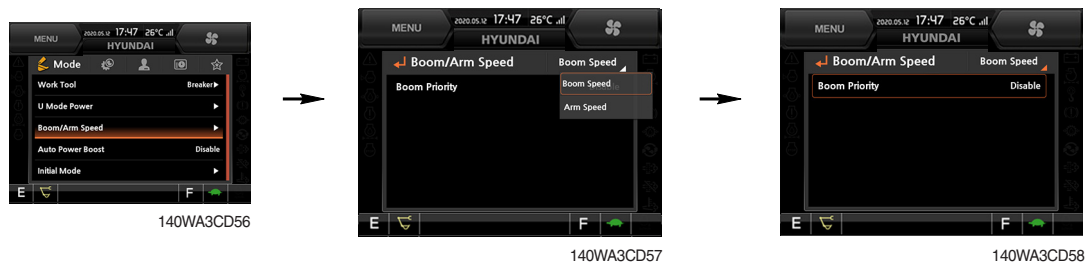 MENU
2020.05.12 17:47 26°C
HYUNDAI
Mode
Work Tool Breaker▶
U Mode Power ▶
Boom/Arm Speed ▶
Auto Power Boost Disable
Initial Mode ▶
E F
140WA3CD56
MENU
2020.05.12 17:47 26°C
HYUNDAI
Boom/Arm Speed Boom Speed
Boom Priority Boom Speed
Arm Speed
E F
140WA3CD57
MENU
2020.05.12 17:47 26°C
HYUNDAI
Boom/Arm Speed Boom Speed
Boom Priority Disable
E F
140WA3CD58